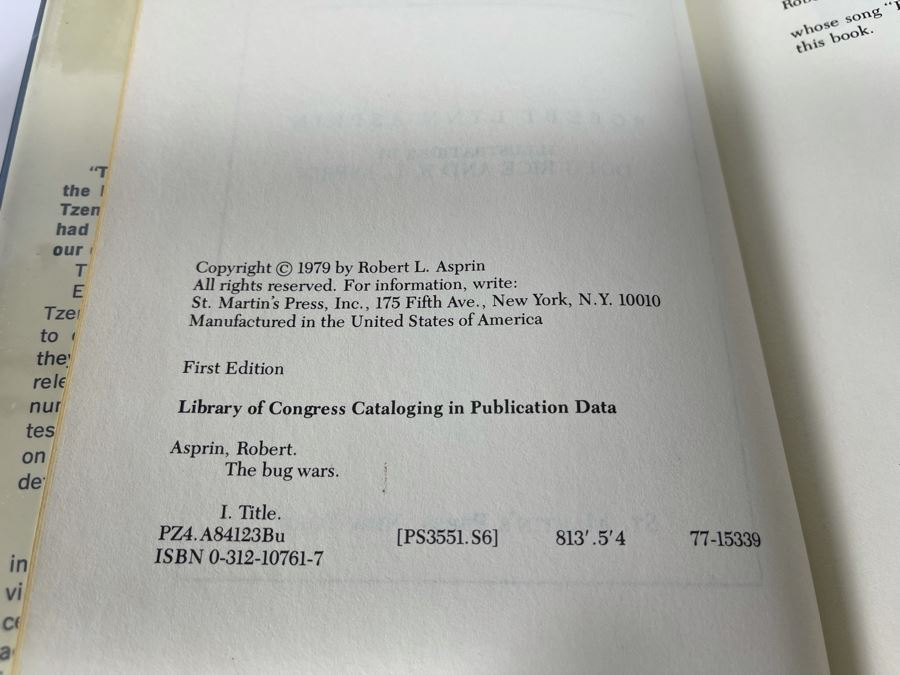 "T
the
Tzen
had
our
T
E
Tze
to
they
rele
nur
tes
on
de
in
vi
ce
a
Copyright © 1979 by Robert L. Asprin
All rights reserved. For information, write:
St. Martin's Press, Inc., 175 Fifth Ave., New York, N.Y. 10010
Manufactured in the United States of America
First Edition
Library of Congress Cataloging in Publication Data
Asprin, Robert.
The bug wars.
I. Title.
PZ4.A84123Bu [PS3551.S6] 813'.5'4 77-15339
ISBN 0-312-10761-7
whose song
this book.